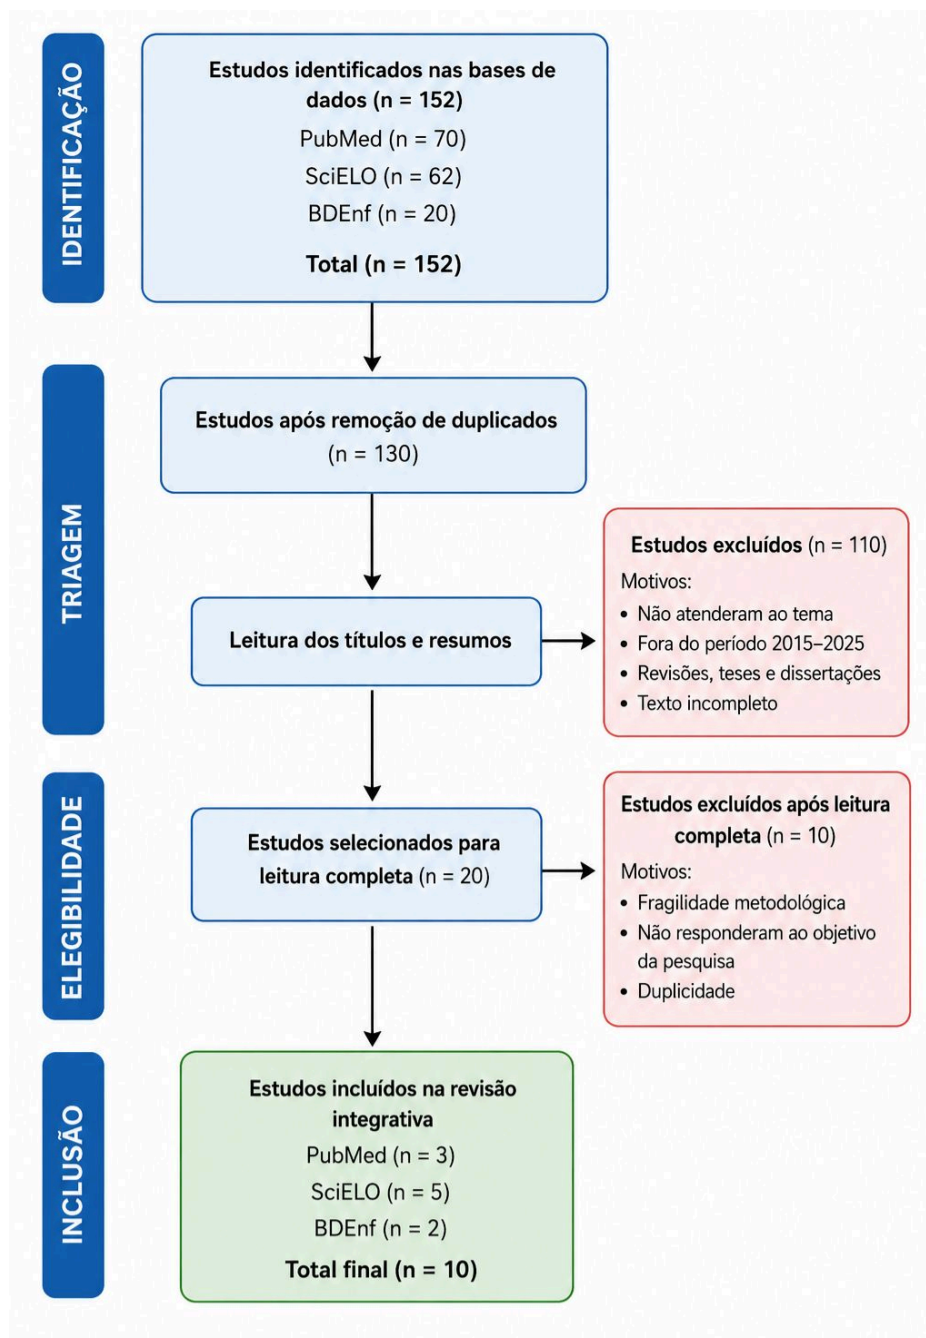 IDENTIFICAÇÃO
Estudos identificados nas bases de
dados (n = 152)
PubMed (n = 70)
SciELO (n = 62)
BDEnf (n = 20)
Total (n = 152)
TRIAGEM
Estudos após remoção de duplicados
(n = 130)
Leitura dos títulos e resumos
Estudos excluídos (n = 110)
Motivos:
• Não atenderam ao tema
• Fora do período 2015–2025
• Revisões, teses e dissertações
• Texto incompleto
ELEGIBILIDADE
Estudos selecionados para
leitura completa (n = 20)
Estudos excluídos após leitura
completa (n = 10)
Motivos:
• Fragilidade metodológica
• Não responderam ao objetivo
da pesquisa
• Duplicidade
INCLUSÃO
Estudos incluídos na revisão
integrativa
PubMed (n = 3)
SciELO (n = 5)
BDEnf (n = 2)
Total final (n = 10)